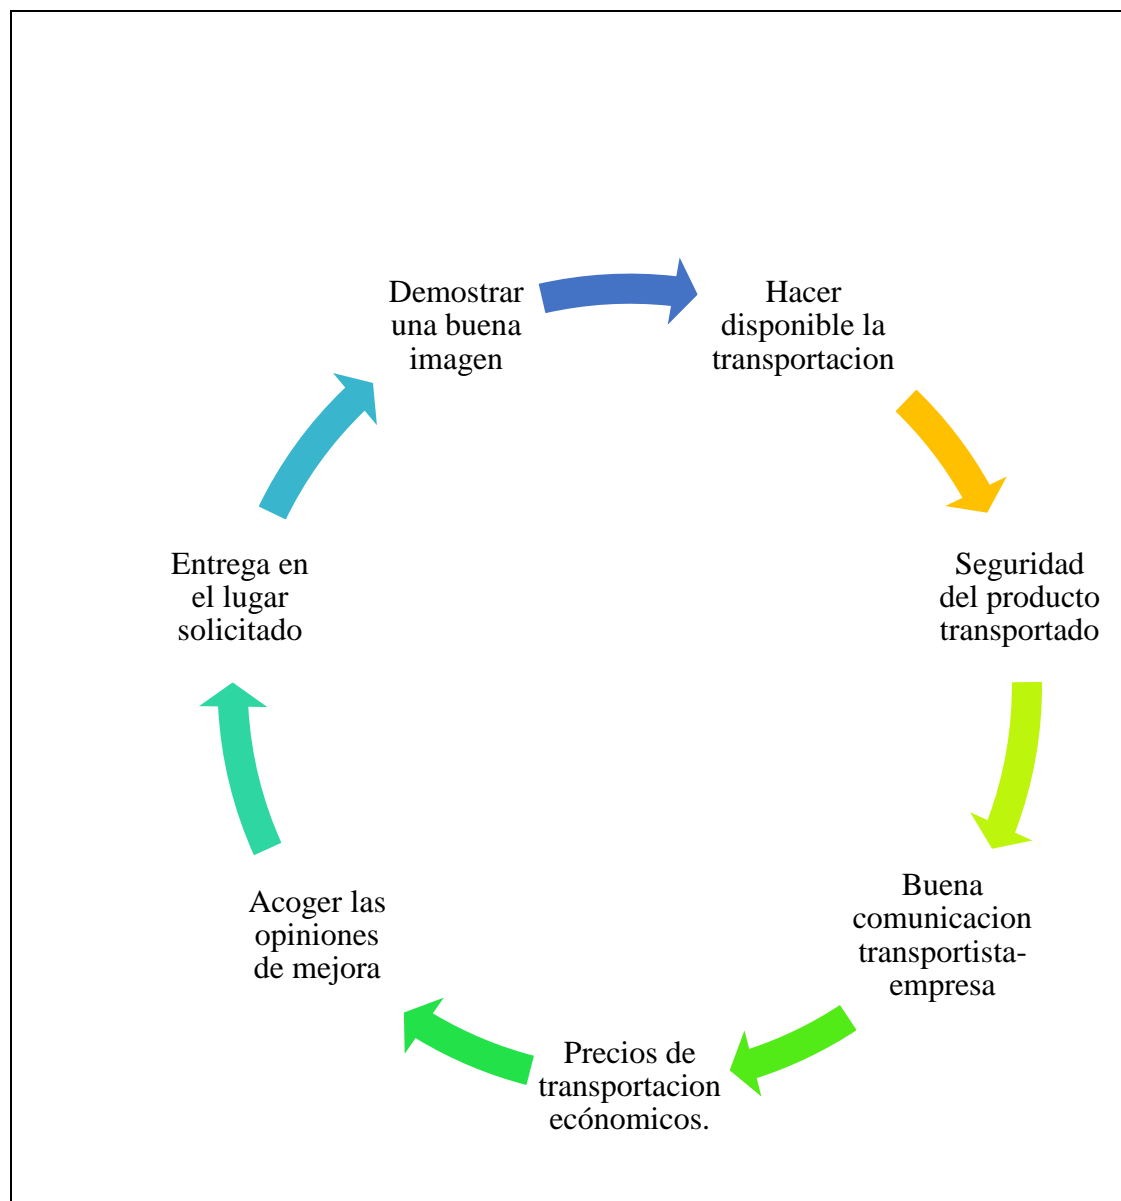 Demostrar
una buena
imagen
Hacer
disponible la
transportacion
Seguridad
del producto
transportado
Buena
comunicacion
transportista-
empresa
Precios de
transportacion
ecónomicos.
Acoger las
opiniones
de mejora
Entrega en
el lugar
solicitado